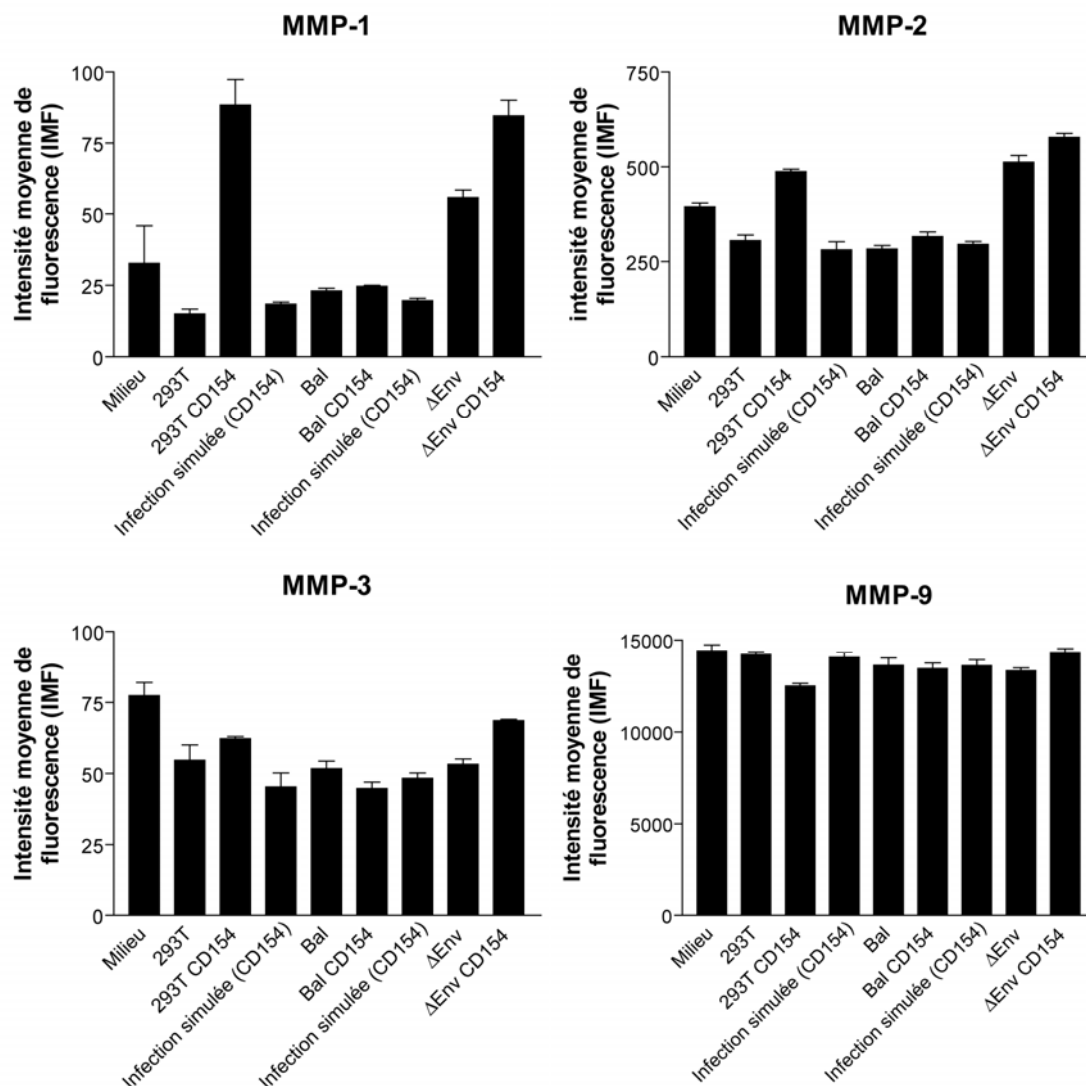 MMP-1
Intensité moyenne de
fluorescence (IMF)
100
75
50
25
0
Milieu
293T
293T CD154
Infection simulée (CD154)
Bal
Bal CD154
Infection simulée (CD154)
ΔEnv
ΔEnv CD154
MMP-2
intensité moyenne de
fluorescence (IMF)
750
500
250
0
Milieu
293T
293T CD154
Infection simulée (CD154)
Bal
Bal CD154
Infection simulée (CD154)
ΔEnv
ΔEnv CD154
MMP-3
Intensité moyenne de
fluorescence (IMF)
100
75
50
25
0
Milieu
293T
293T CD154
Infection simulée (CD154)
Bal
Bal CD154
Infection simulée (CD154)
ΔEnv
ΔEnv CD154
MMP-9
Intensité moyenne de
fluorescence (IMF)
15000
10000
5000
0
Milieu
293T
293T CD154
Infection simulée (CD154)
Bal
Bal CD154
Infection simulée (CD154)
ΔEnv
ΔEnv CD154